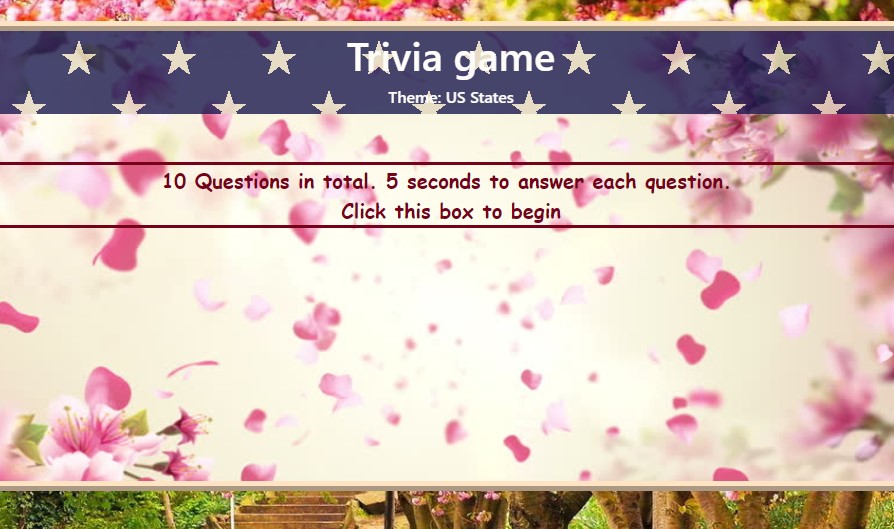 Trivia game
Theme: US States
10 Questions in total. 5 seconds to answer each question.
Click this box to begin